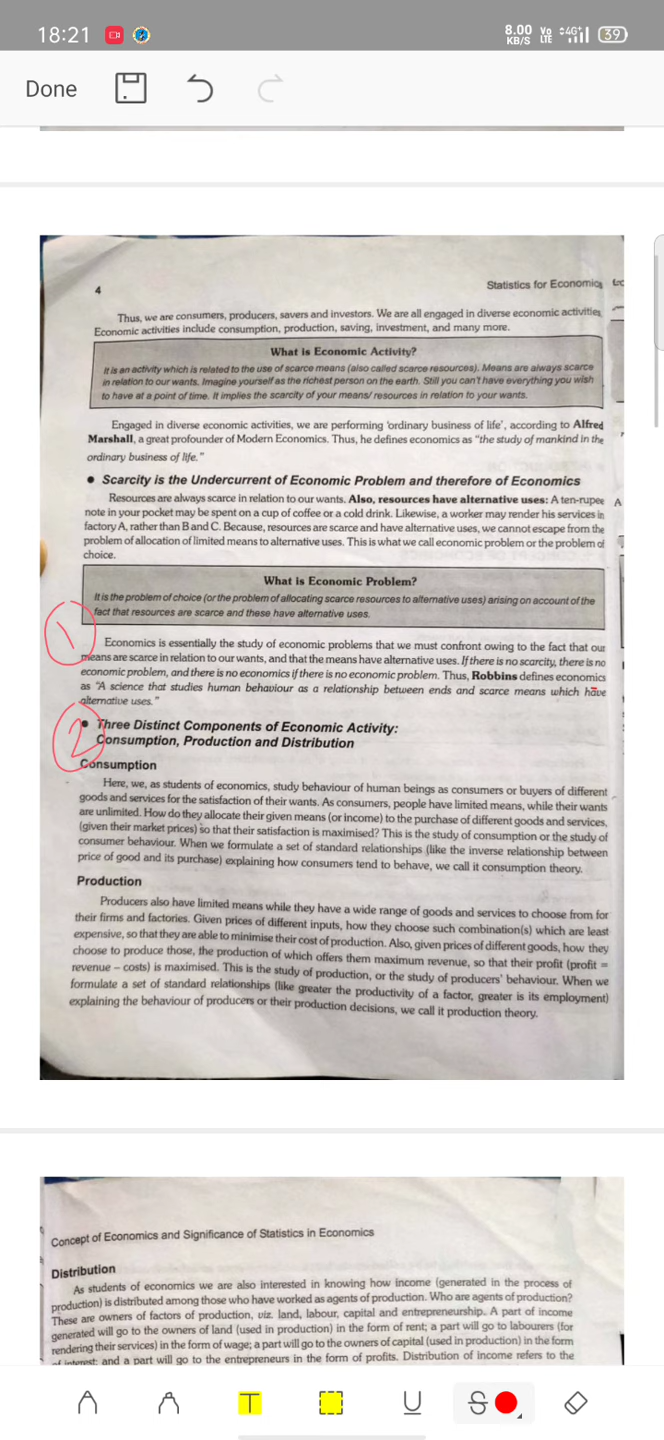 18:21
8.00
KB/S
Vo
LTE
4G+
39
Done
4
Statistics for Economics
Thus, we are consumers, producers, savers and investors. We are all engaged in diverse economic activities.
Economic activities include consumption, production, saving, investment, and many more.
What is Economic Activity?
It is an activity which is related to the use of scarce means (also called scarce resources). Means are always scarce
in relation to our wants. Imagine yourself as the richest person on the earth. Still you can't have everything you wish
to have at a point of time. It implies the scarcity of your means/ resources in relation to your wants.
Engaged in diverse economic activities, we are performing 'ordinary business of life', according to Alfred
Marshall, a great profounder of Modern Economics. Thus, he defines economics as "the study of mankind in the
ordinary business of life."
● Scarcity is the Undercurrent of Economic Problem and therefore of Economics
Resources are always scarce in relation to our wants. Also, resources have alternative uses: A ten-rupee
note in your pocket may be spent on a cup of coffee or a cold drink. Likewise, a worker may render his services in
factory A, rather than B and C. Because, resources are scarce and have alternative uses, we cannot escape from the
problem of allocation of limited means to alternative uses. This is what we call economic problem or the problem of
choice.
What is Economic Problem?
It is the problem of choice (or the problem of allocating scarce resources to alternative uses) arising on account of the
fact that resources are scarce and these have alternative uses.
1
Economics is essentially the study of economic problems that we must confront owing to the fact that our
means are scarce in relation to our wants, and that the means have alternative uses. If there is no scarcity, there is no
economic problem, and there is no economics if there is no economic problem. Thus, Robbins defines economics
as "A science that studies human behaviour as a relationship between ends and scarce means which have
alternative uses."
2
● Three Distinct Components of Economic Activity:
Consumption, Production and Distribution
Consumption
Here, we, as students of economics, study behaviour of human beings as consumers or buyers of different
goods and services for the satisfaction of their wants. As consumers, people have limited means, while their wants
are unlimited. How do they allocate their given means (or income) to the purchase of different goods and services,
(given their market prices) so that their satisfaction is maximised? This is the study of consumption or the study of
consumer behaviour. When we formulate a set of standard relationships (like the inverse relationship between
price of good and its purchase) explaining how consumers tend to behave, we call it consumption theory.
Production
Producers also have limited means while they have a wide range of goods and services to choose from for
their firms and factories. Given prices of different inputs, how they choose such combination(s) which are least
expensive, so that they are able to minimise their cost of production. Also, given prices of different goods, how they
choose to produce those, the production of which offers them maximum revenue, so that their profit (profit =
revenue – costs) is maximised. This is the study of production, or the study of producers' behaviour. When we
formulate a set of standard relationships (like greater the productivity of a factor, greater is its employment)
explaining the behaviour of producers or their production decisions, we call it production theory.
Concept of Economics and Significance of Statistics in Economics
Distribution
As students of economics we are also interested in knowing how income (generated in the process of
production) is distributed among those who have worked as agents of production. Who are agents of production?
These are owners of factors of production, viz. land, labour, capital and entrepreneurship. A part of income
generated will go to the owners of land (used in production) in the form of rent; a part will go to labourers (for
rendering their services) in the form of wage; a part will go to the owners of capital (used in production) in the form
of interest; and a part will go to the entrepreneurs in the form of profits. Distribution of income refers to the
T
U
S